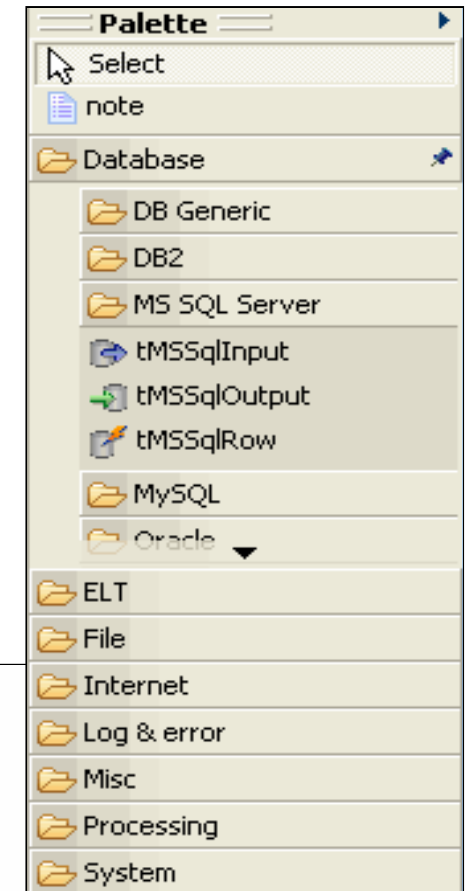 Palette
Select
note
Database
DB Generic
DB2
MS SQL Server
tMSSqlInput
tMSSqlOutput
tMSSqlRow
MySQL
Oracle
ELT
File
Internet
Log & error
Misc
Processing
System